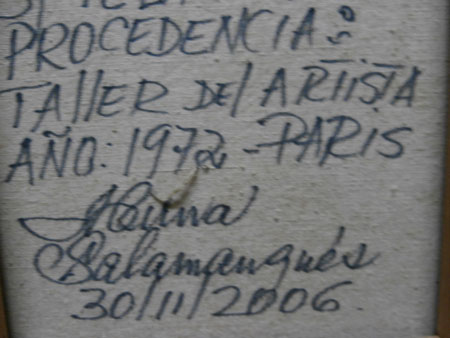 PROCEDENCIA:
TALLER DEL ARTISTA
AÑO: 1972 - PARIS
Salamanqués
30/11/2006